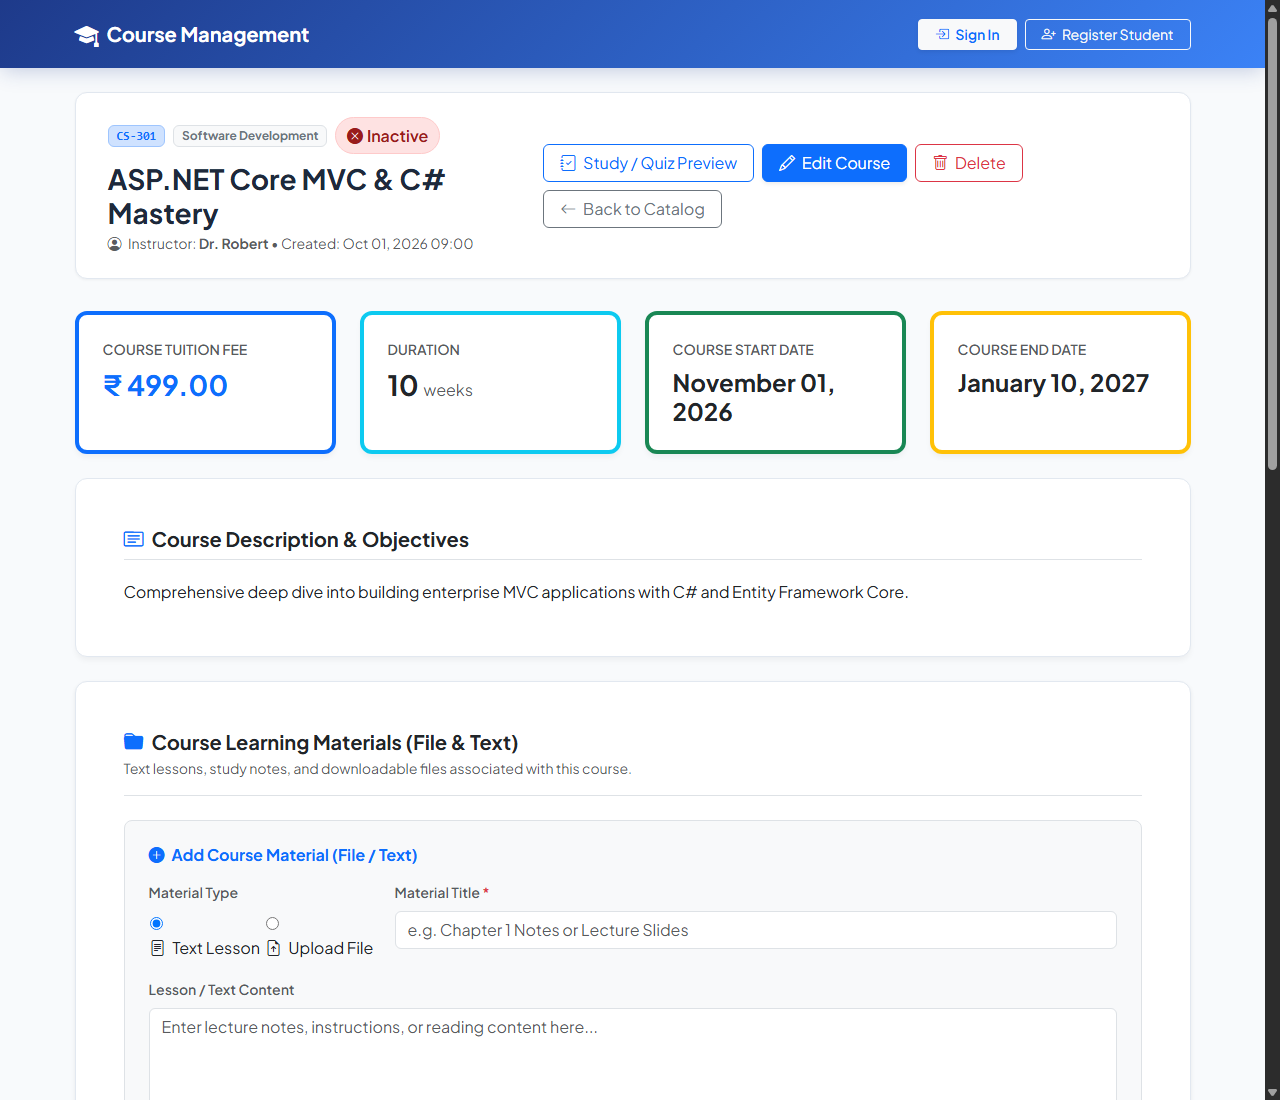 Course Management
Sign In
Register Student
CS-301
Software Development
Inactive
ASP.NET Core MVC & C#
Mastery
Instructor: Dr. Robert • Created: Oct 01, 2026 09:00
Study / Quiz Preview
Edit Course
Delete
Back to Catalog
COURSE TUITION FEE
₹ 499.00
DURATION
10 weeks
COURSE START DATE
November 01,
2026
COURSE END DATE
January 10, 2027
Course Description & Objectives
Comprehensive deep dive into building enterprise MVC applications with C# and Entity Framework Core.
Course Learning Materials (File & Text)
Text lessons, study notes, and downloadable files associated with this course.
Add Course Material (File / Text)
Material Type
Text Lesson
Upload File
Material Title *
e.g. Chapter 1 Notes or Lecture Slides
Lesson / Text Content
Enter lecture notes, instructions, or reading content here...